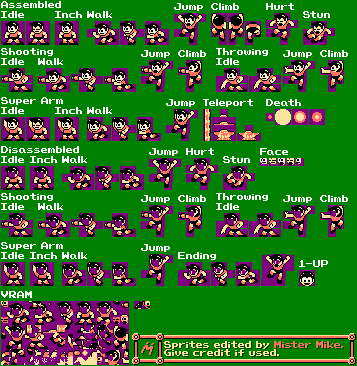 Assembled
Idle Inch Walk Jump Climb Hurt Stun
Shooting
Idle Walk Jump Climb
Throwing
Idle Jump Climb
Super Arm
Idle Inch Walk Jump Teleport Death
Disassembled
Idle Inch Walk Jump Hurt Stun Face
Shooting
Idle Walk Jump Climb
Throwing
Idle Jump Climb
Super Arm
Idle Inch Walk Jump Ending 1-UP
VRAM
Sprites edited by Mister Mike.
Give credit if used.